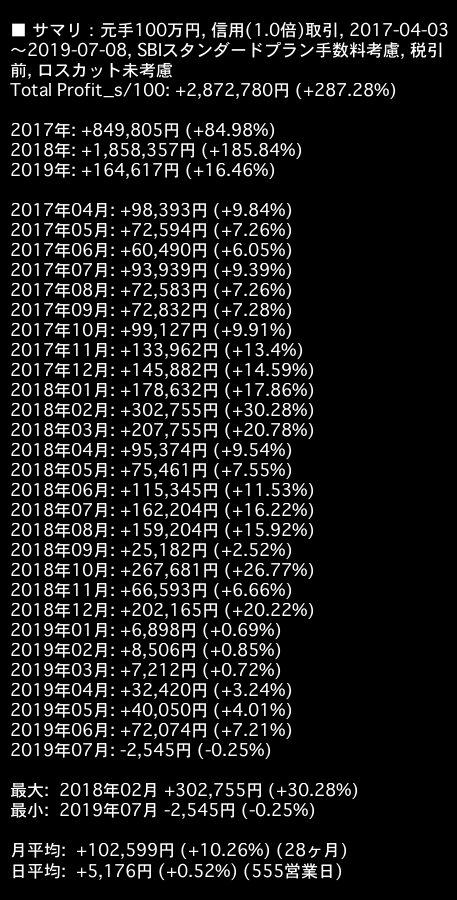 ■ サマリ：元手100万円, 信用(1.0倍)取引, 2017-04-03
〜2019-07-08, SBIスタンダードプラン手数料考慮, 税引
前, ロスカット未考慮
Total Profit_s/100: +2,872,780円 (+287.28%)
2017年: +849,805円 (+84.98%)
2018年: +1,858,357円 (+185.84%)
2019年: +164,617円 (+16.46%)
2017年04月: +98,393円 (+9.84%)
2017年05月: +72,594円 (+7.26%)
2017年06月: +60,490円 (+6.05%)
2017年07月: +93,939円 (+9.39%)
2017年08月: +72,583円 (+7.26%)
2017年09月: +72,832円 (+7.28%)
2017年10月: +99,127円 (+9.91%)
2017年11月: +133,962円 (+13.4%)
2017年12月: +145,882円 (+14.59%)
2018年01月: +178,632円 (+17.86%)
2018年02月: +302,755円 (+30.28%)
2018年03月: +207,755円 (+20.78%)
2018年04月: +95,374円 (+9.54%)
2018年05月: +75,461円 (+7.55%)
2018年06月: +115,345円 (+11.53%)
2018年07月: +162,204円 (+16.22%)
2018年08月: +159,204円 (+15.92%)
2018年09月: +25,182円 (+2.52%)
2018年10月: +267,681円 (+26.77%)
2018年11月: +66,593円 (+6.66%)
2018年12月: +202,165円 (+20.22%)
2019年01月: +6,898円 (+0.69%)
2019年02月: +8,506円 (+0.85%)
2019年03月: +7,212円 (+0.72%)
2019年04月: +32,420円 (+3.24%)
2019年05月: +40,050円 (+4.01%)
2019年06月: +72,074円 (+7.21%)
2019年07月: -2,545円 (-0.25%)
最大: 2018年02月 +302,755円 (+30.28%)
最小: 2019年07月 -2,545円 (-0.25%)
月平均: +102,599円 (+10.26%) (28ヶ月)
日平均: +5,176円 (+0.52%) (555営業日)